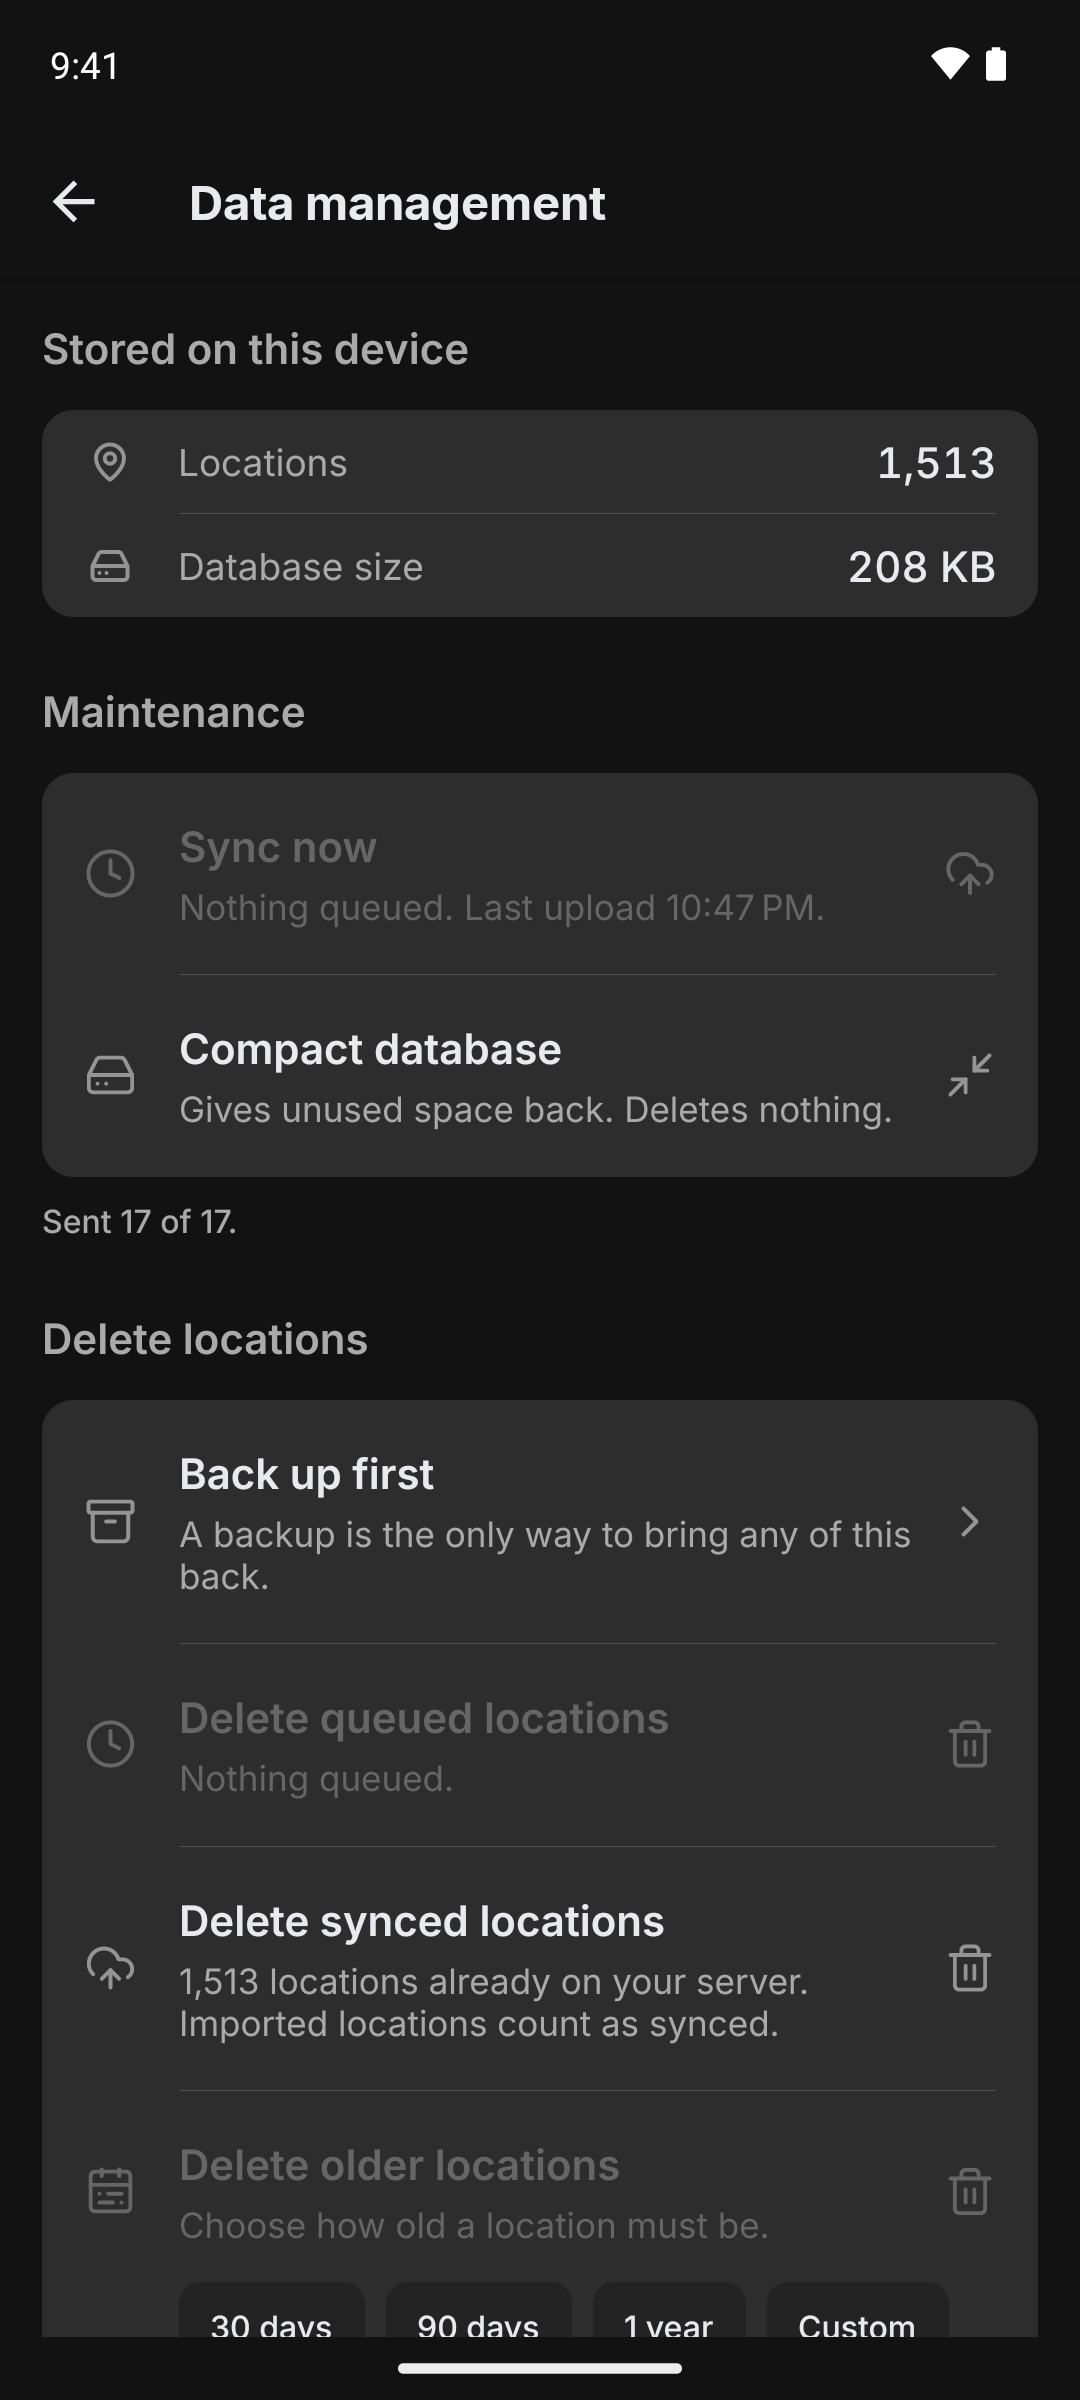 9:41
Data management
Stored on this device
Locations 1,513
Database size 208 KB
Maintenance
Sync now
Nothing queued. Last upload 10:47 PM.
Compact database
Gives unused space back. Deletes nothing.
Sent 17 of 17.
Delete locations
Back up first
A backup is the only way to bring any of this
back.
Delete queued locations
Nothing queued.
Delete synced locations
1,513 locations already on your server.
Imported locations count as synced.
Delete older locations
Choose how old a location must be.
30 days 90 days 1 year Custom